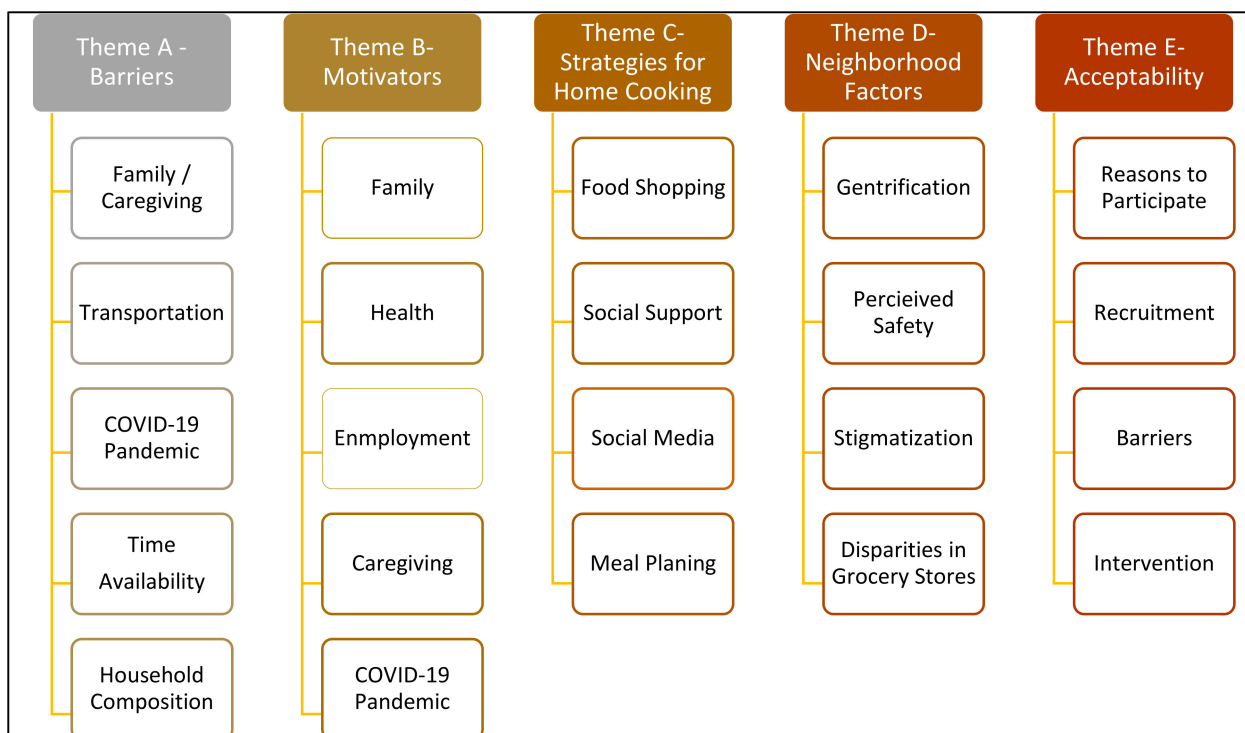 Theme A -
Barriers
Family /
Caregiving
Transportation
COVID-19
Pandemic
Time
Availability
Household
Composition
Theme B-
Motivators
Family
Health
Enmployment
Caregiving
COVID-19
Pandemic
Theme C-
Strategies for
Home Cooking
Food Shopping
Social Support
Social Media
Meal Planing
Theme D-
Neighborhood
Factors
Gentrification
Percieived
Safety
Stigmatization
Disparities in
Grocery Stores
Theme E-
Acceptability
Reasons to
Participate
Recruitment
Barriers
Intervention